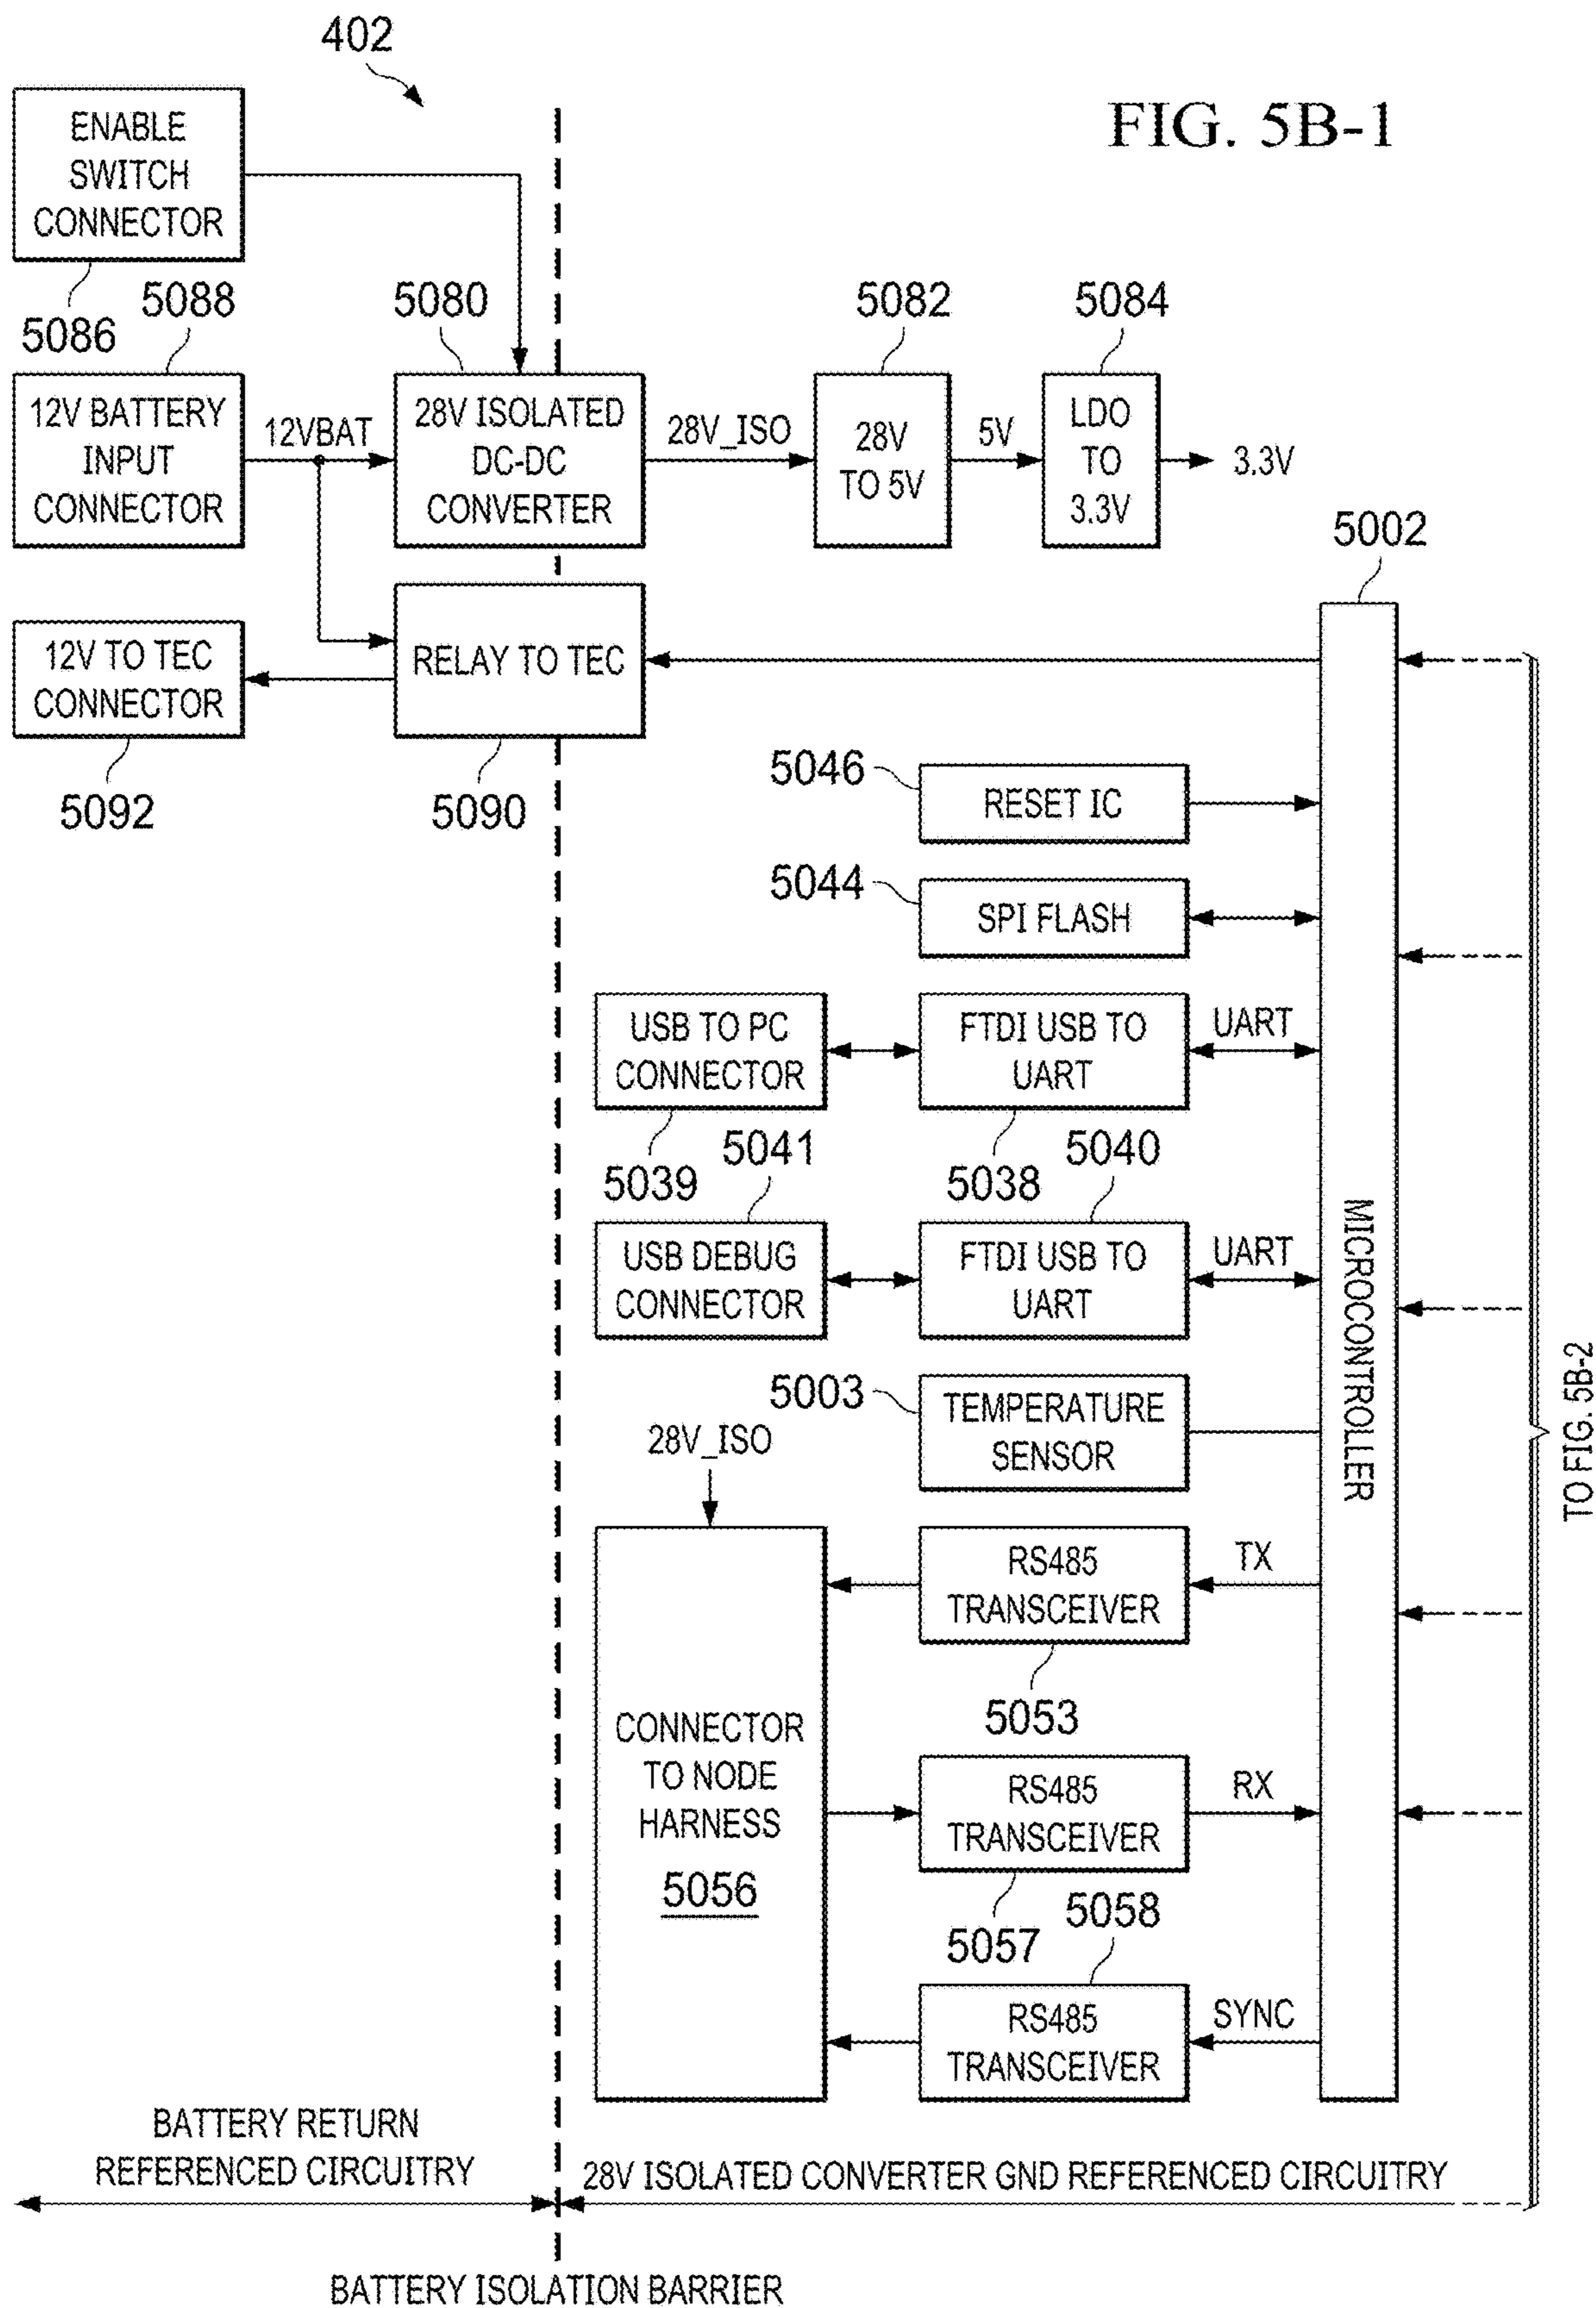 402
FIG. 5B-1
ENABLE
SWITCH
CONNECTOR
5086
5088
5080
5082
5084
12V BATTERY
INPUT
CONNECTOR
12VBAT
28V ISOLATED
DC-DC
CONVERTER
28V_ISO
28V
TO 5V
5V
LDO
TO
3.3V
3.3V
5002
12V TO TEC
CONNECTOR
RELAY TO TEC
5092
5090
5046
RESET IC
5044
SPI FLASH
USB TO PC
CONNECTOR
FTDI USB TO
UART
UART
5039
5041
5038
5040
USB DEBUG
CONNECTOR
FTDI USB TO
UART
UART
MICROCONTROLLER
5003
TEMPERATURE
SENSOR
TO FIG. 5B-2
28V_ISO
RS485
TRANSCEIVER
TX
5053
CONNECTOR
TO NODE
HARNESS
5056
RS485
TRANSCEIVER
RX
5057
5058
RS485
TRANSCEIVER
SYNC
BATTERY RETURN
REFERENCED CIRCUITRY
28V ISOLATED CONVERTER GND REFERENCED CIRCUITRY
BATTERY ISOLATION BARRIER